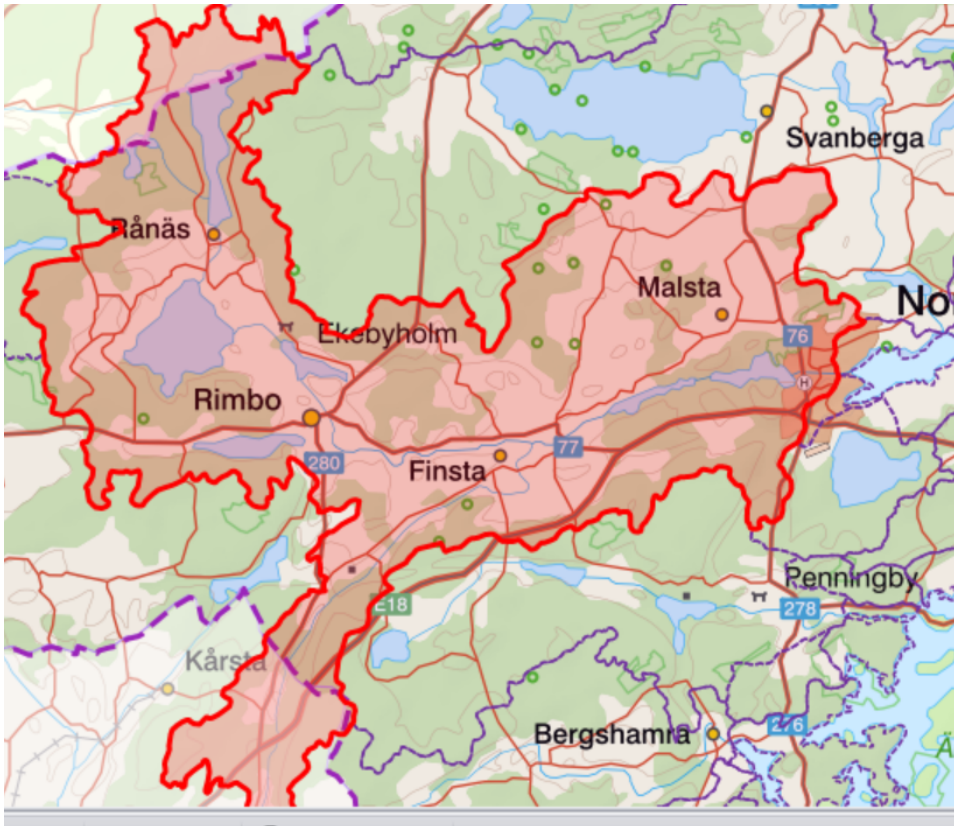 Svanberga
Rånäs
Malsta
No
Ekebyholm
76
H
Rimbo
77
280
Finsta
Penningby
E18
278
Kårsta
276
Bergshamra
Ä